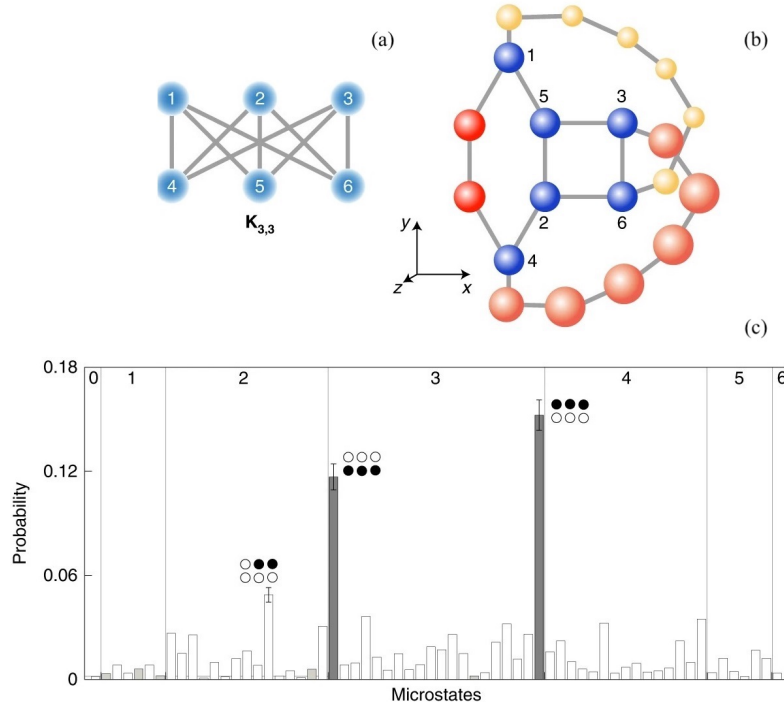 (a)
1 2 3
4 5 6
K3,3
(b)
1
5 3
2 6
4
y
z x
(c)
0.18
0 1 2 3 4 5 6
0.12
0.06
0
Probability
Microstates